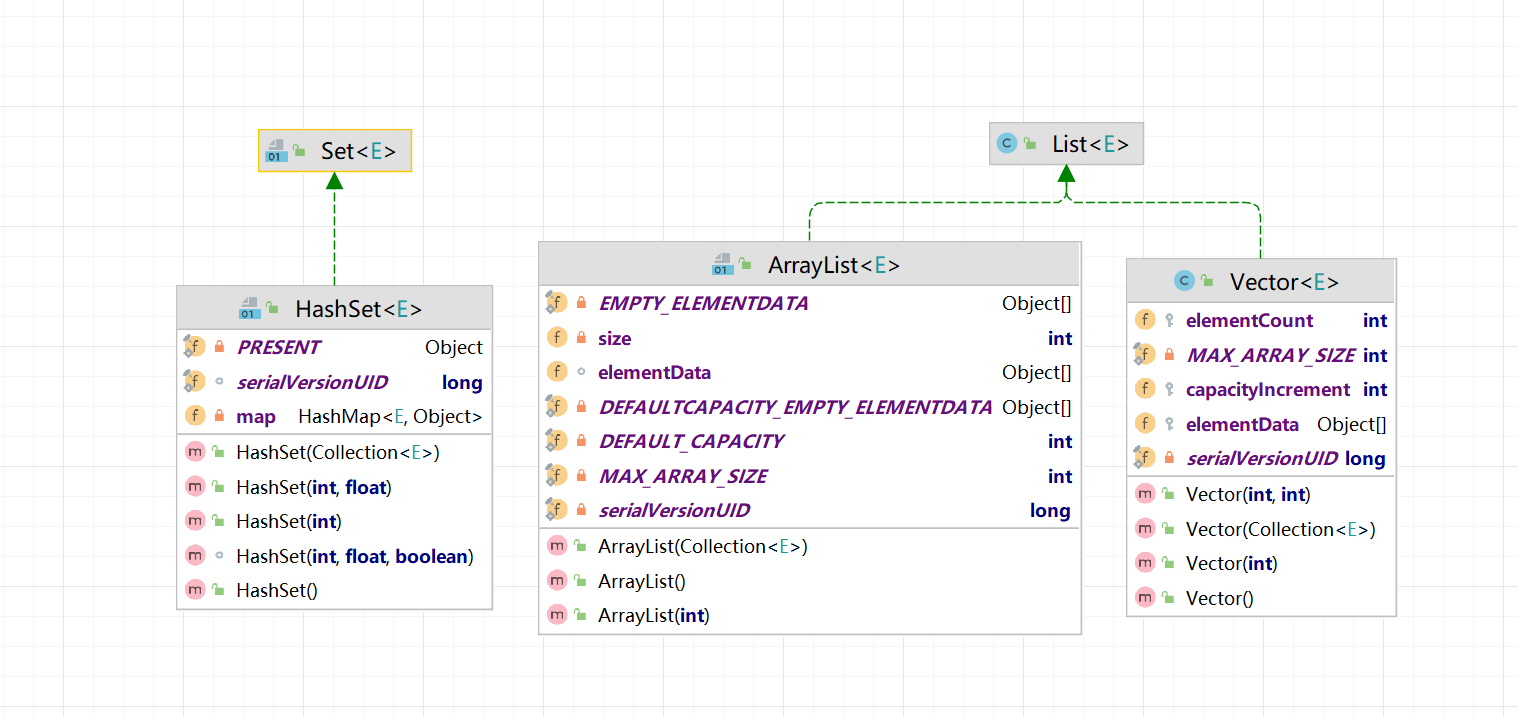 Set<E>
List<E>
HashSet<E>
PRESENT Object
serialVersionUID long
map HashMap<E, Object>
HashSet(Collection<E>)
HashSet(int, float)
HashSet(int)
HashSet(int, float, boolean)
HashSet()
ArrayList<E>
EMPTY_ELEMENTDATA Object[]
size int
elementData Object[]
DEFAULTCAPACITY_EMPTY_ELEMENTDATA Object[]
DEFAULT_CAPACITY int
MAX_ARRAY_SIZE int
serialVersionUID long
ArrayList(Collection<E>)
ArrayList()
ArrayList(int)
Vector<E>
elementCount int
MAX_ARRAY_SIZE int
capacityIncrement int
elementData Object[]
serialVersionUID long
Vector(int, int)
Vector(Collection<E>)
Vector(int)
Vector()